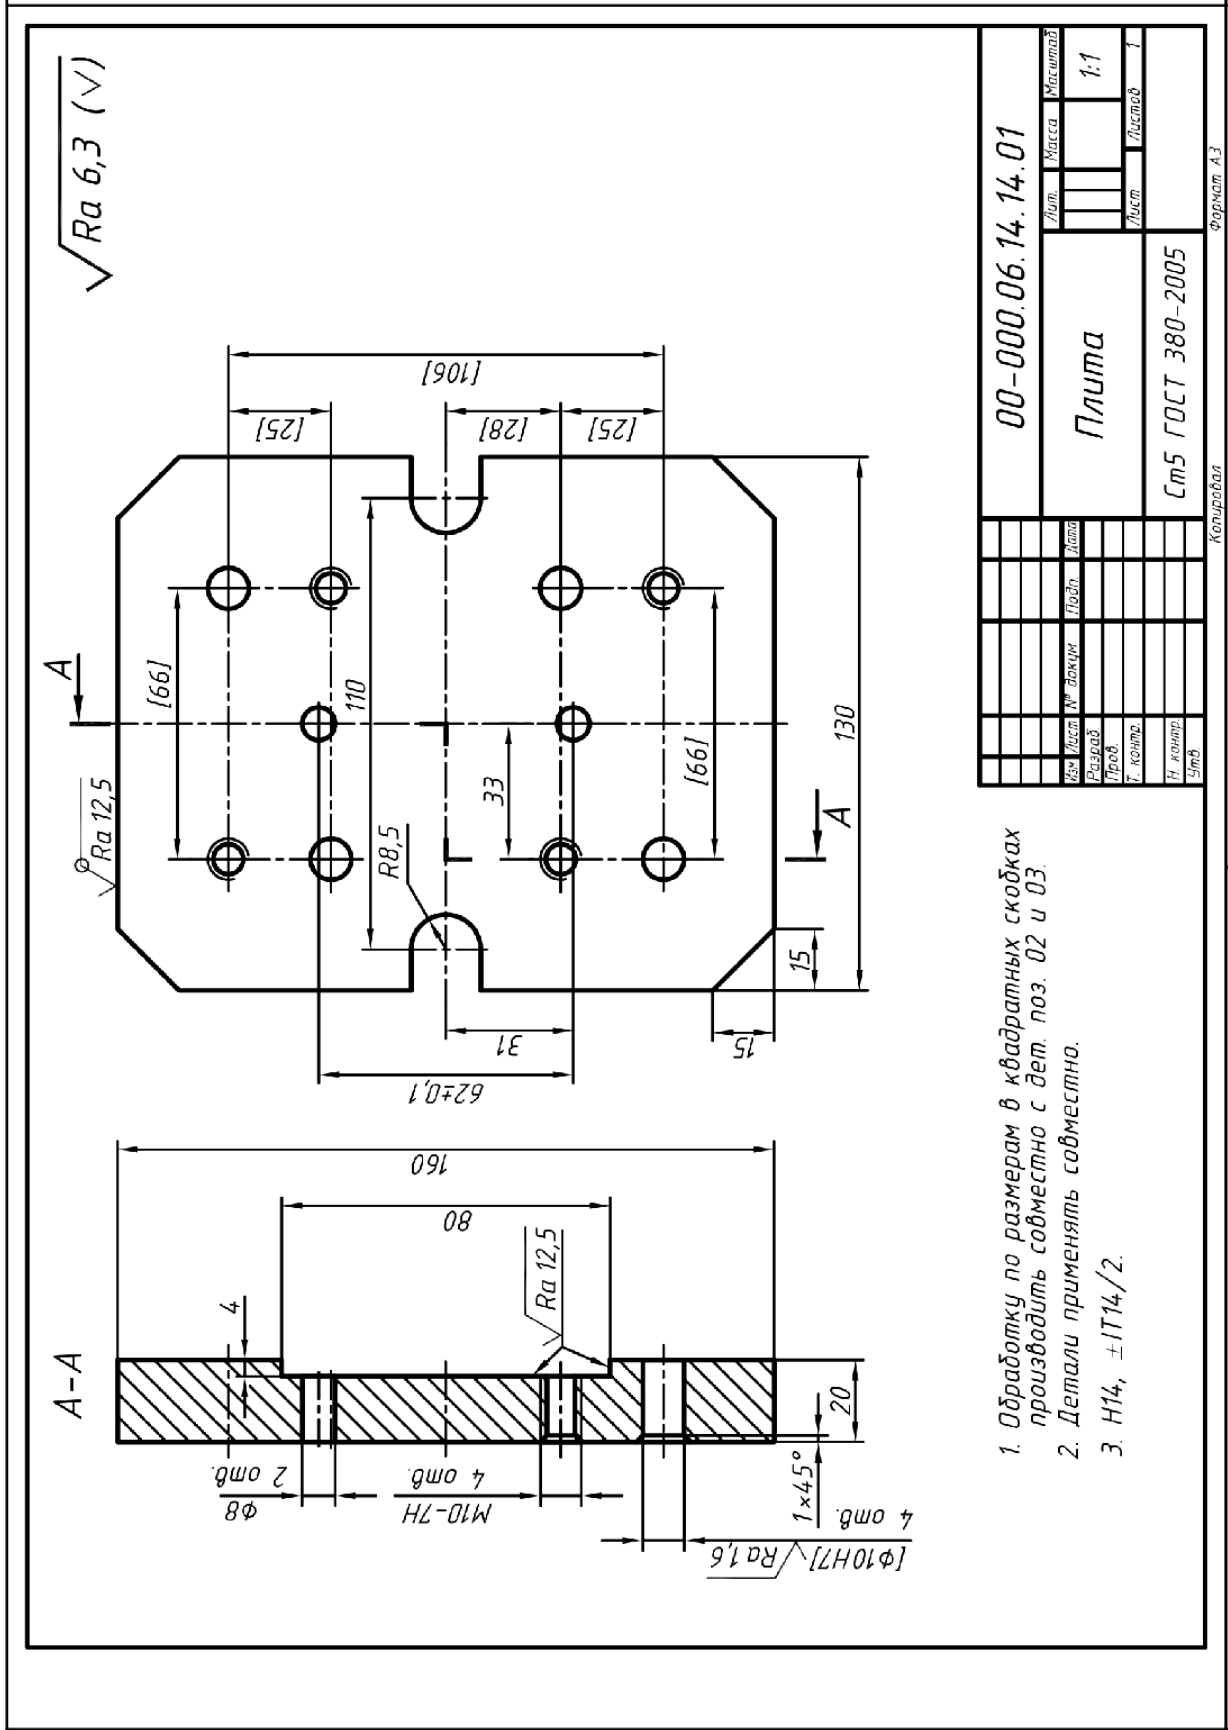 √Ra 6,3 (√)
А-А
4
80
160
Ra 12,5
20
Ф8
2 отв.
М10-7Н
4 отв.
1×45°
[Ф10Н7] √Ra 1,6
4 отв.
А
А
Ra 12,5
[66]
110
33
[66]
130
R8,5
15
15
31
62±0,1
[25]
[28]
[25]
[106]
1. Обработку по размерам в квадратных скобках
производить совместно с дет. поз. 02 и 03.
2. Детали применять совместно.
3. H14, ±IT14/2.
00-000.06.14.14.01
Плита
Лит. Масса Масштаб
1:1
Лист Листов 1
Изм. Лист № докум. Подп. Дата
Разраб.
Пров.
Т. контр.
Н. контр.
Утв.
Ст5 ГОСТ 380-2005
Копировал Формат А3